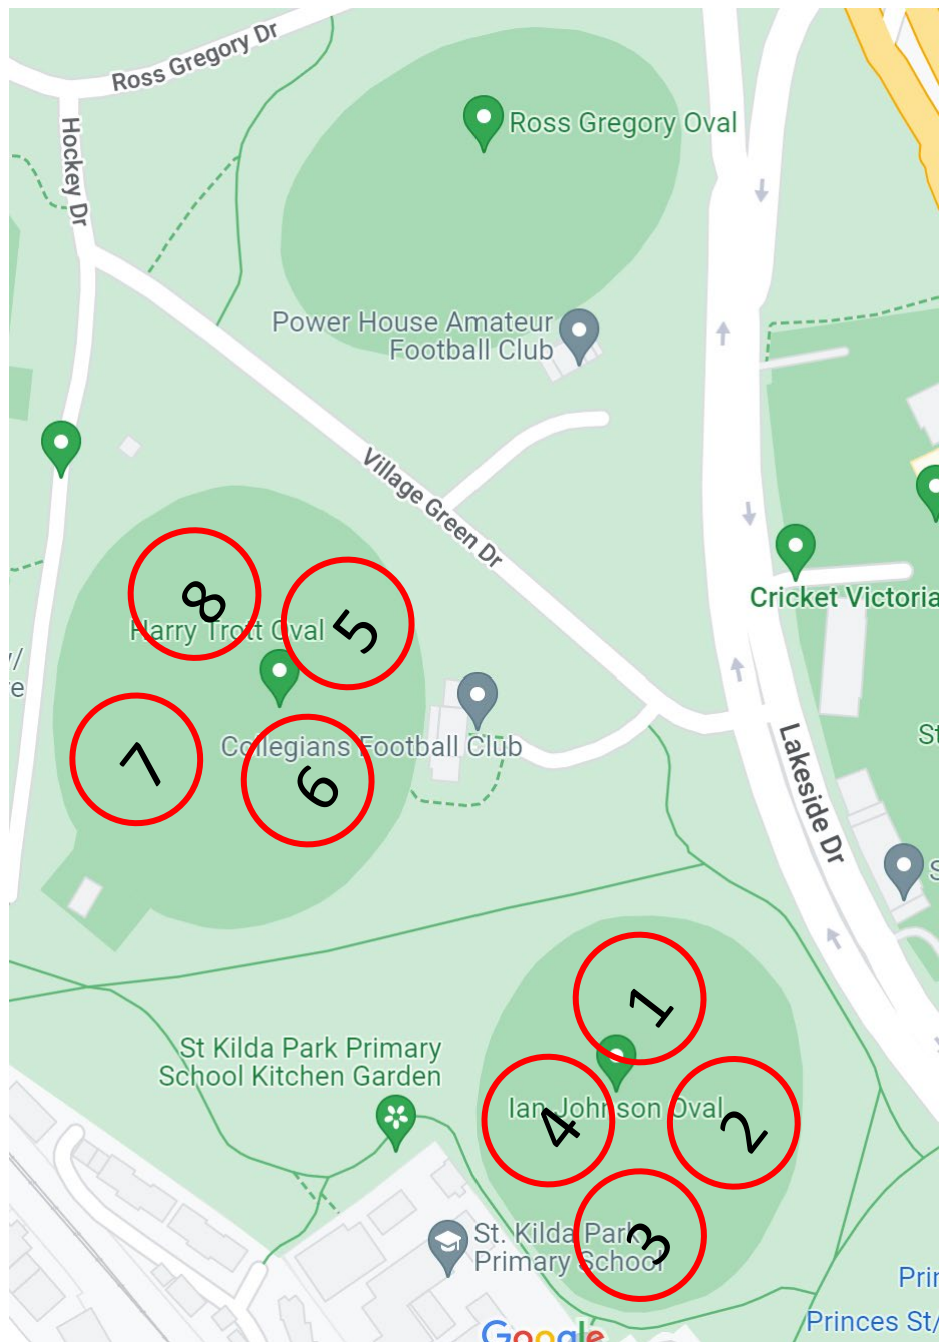 Ross Gregory Dr
Hockey Dr
Ross Gregory Oval
Power House Amateur
Football Club
Village Green Dr
Cricket Victoria
8
5
Harry Trott Oval
7
6
Collegians Football Club
Lakeside Dr
1
St Kilda Park Primary
School Kitchen Garden
Ian Johnson Oval
4
2
3
St. Kilda Park
Primary School
Princes St/
Google